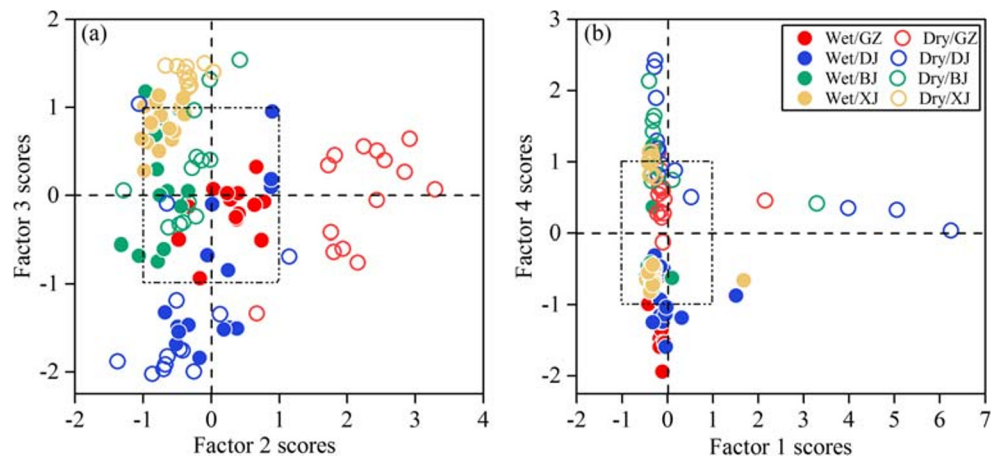 (a)
2
1
0
-1
-2
Factor 3 scores
-2
-1
0
1
2
3
4
Factor 2 scores
(b)
3
2
1
0
-1
-2
Factor 4 scores
-2
-1
0
1
2
3
4
5
6
7
Factor 1 scores
Wet/GZ Dry/GZ
Wet/DJ Dry/DJ
Wet/BJ Dry/BJ
Wet/XJ Dry/XJ